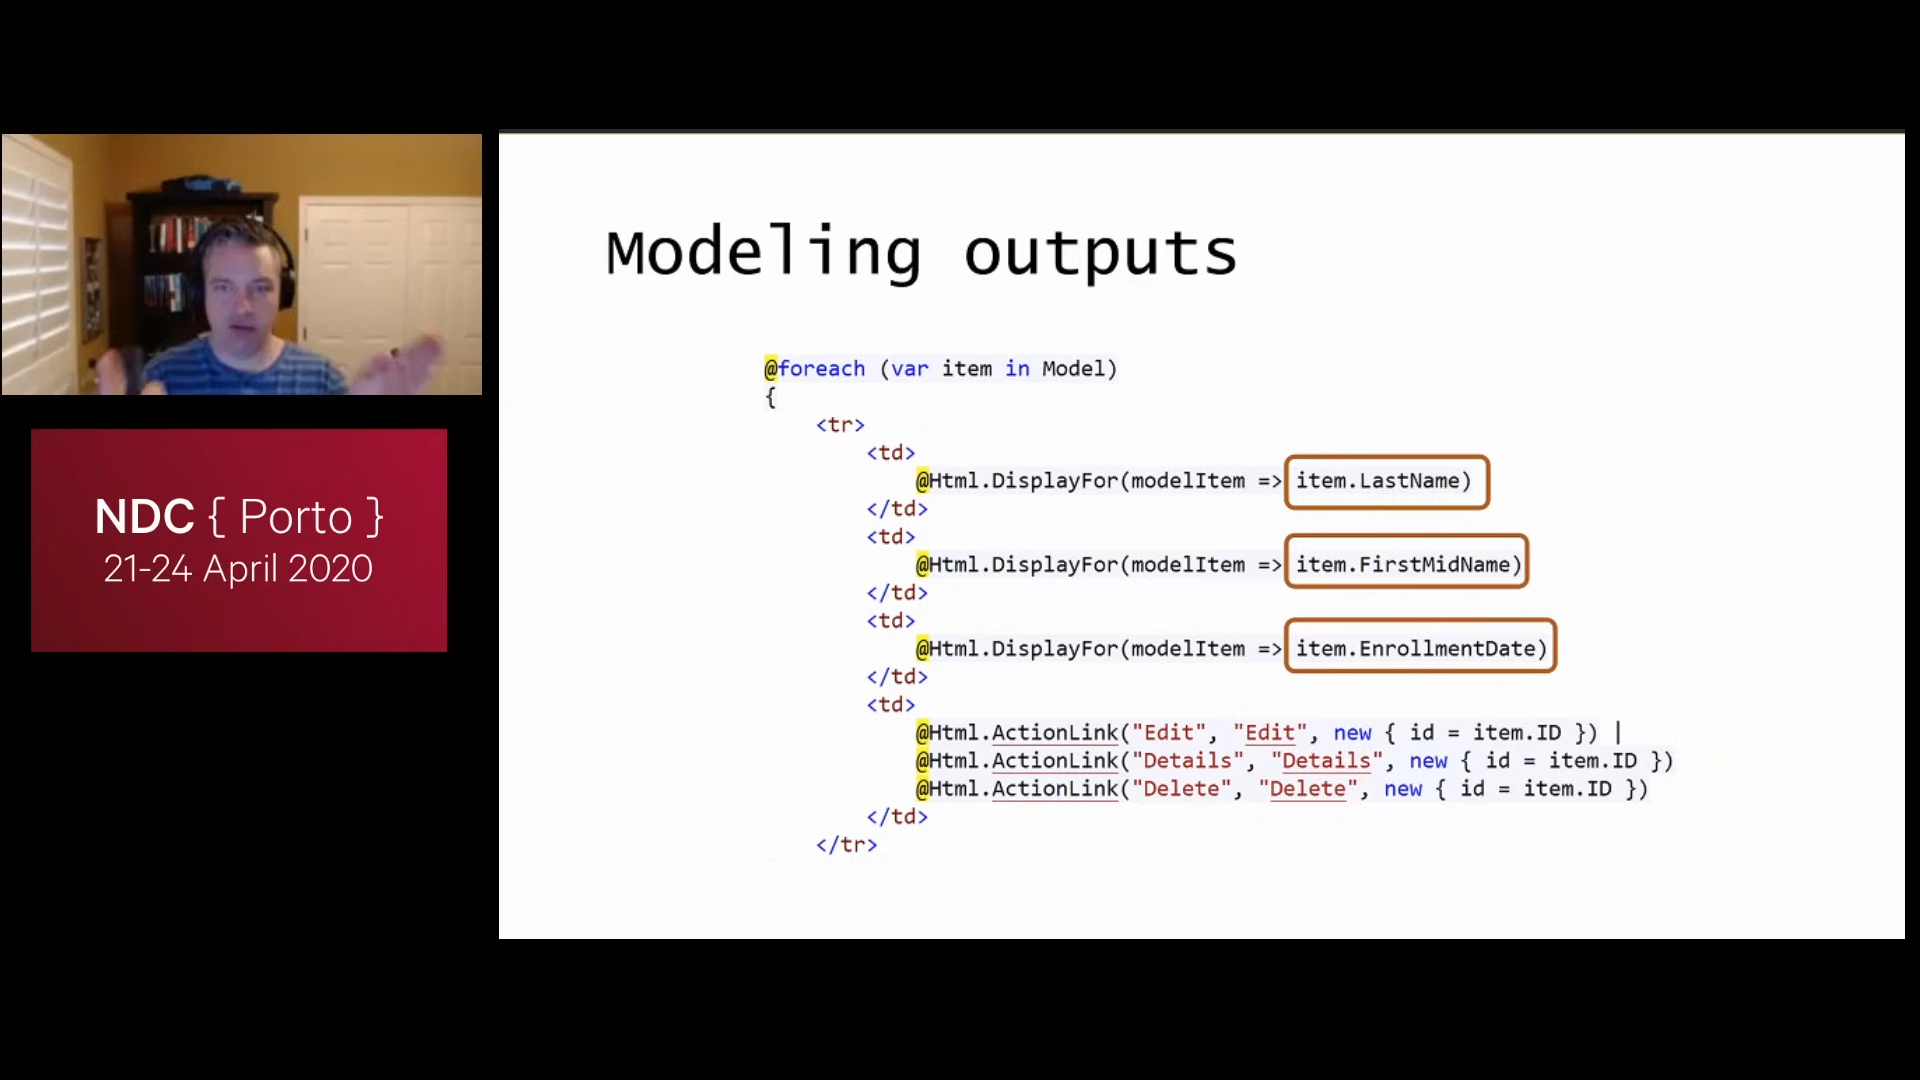 NDC { Porto }
21-24 April 2020
Modeling outputs
@foreach (var item in Model)
{
<tr>
<td>
@Html.DisplayFor(modelItem => item.LastName)
</td>
<td>
@Html.DisplayFor(modelItem => item.FirstMidName)
</td>
<td>
@Html.DisplayFor(modelItem => item.EnrollmentDate)
</td>
<td>
@Html.ActionLink("Edit", "Edit", new { id = item.ID }) |
@Html.ActionLink("Details", "Details", new { id = item.ID })
@Html.ActionLink("Delete", "Delete", new { id = item.ID })
</td>
</tr>